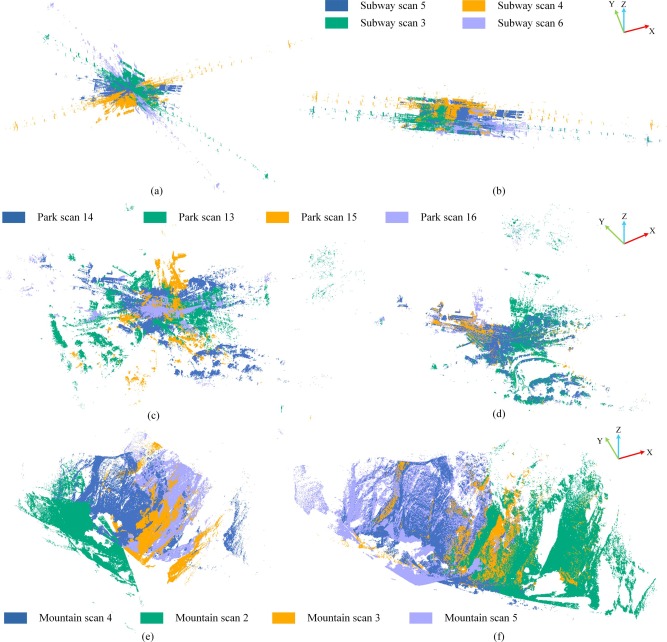 Subway scan 5 Subway scan 4
Subway scan 3 Subway scan 6
Y Z
X
(a) (b)
Park scan 14 Park scan 13 Park scan 15 Park scan 16
Z
Y X
(c) (d)
Z
Y
X
Mountain scan 4 Mountain scan 2 Mountain scan 3 Mountain scan 5
(e) (f)